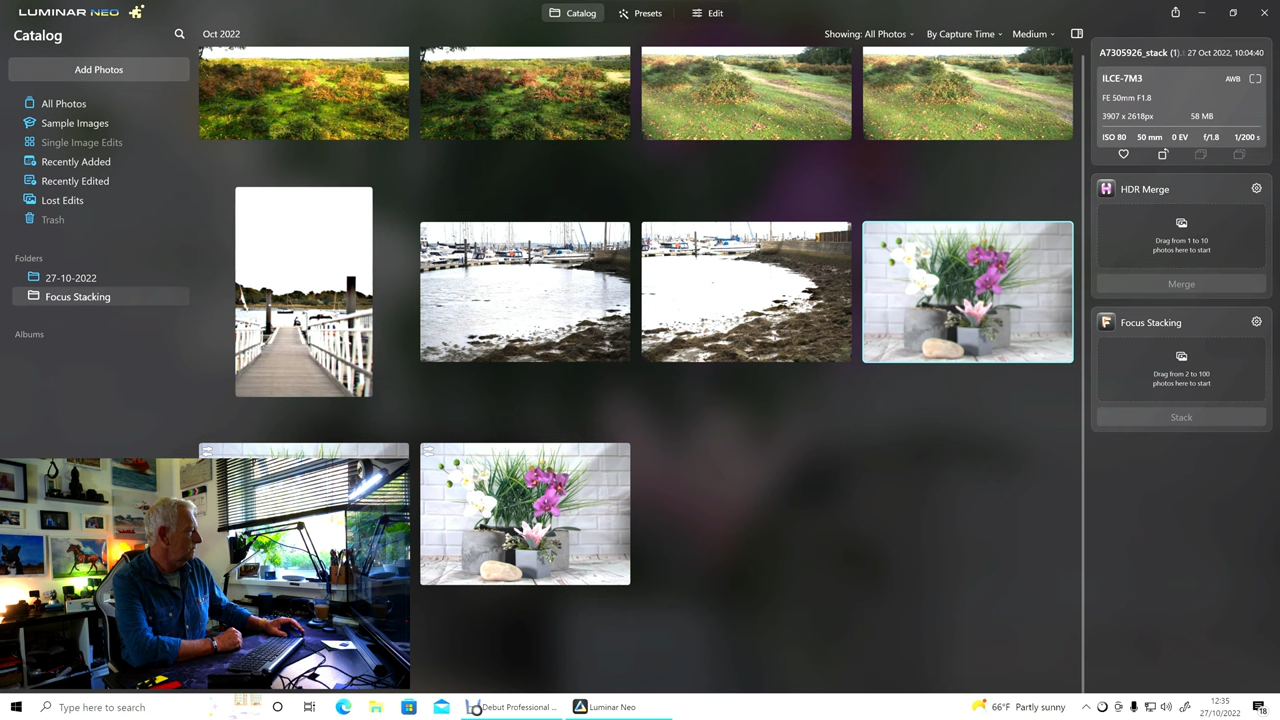 LUMINAR NEO
Catalog
Presets
Edit
Catalog
Oct 2022
Showing: All Photos
By Capture Time
Medium
Add Photos
All Photos
Sample Images
Single Image Edits
Recently Added
Recently Edited
Lost Edits
Trash
Folders
27-10-2022
Focus Stacking
Albums
A7305926_stack (1).
27 Oct 2022, 10:04:40
ILCE-7M3
AWB
FE 50mm F1.8
3907 x 2618px
58 MB
ISO 80
50 mm
0 EV
f/1.8
1/200 s
H
HDR Merge
Drag from 1 to 10
photos here to start
Merge
F
Focus Stacking
Drag from 2 to 100
photos here to start
Stack
Type here to search
Debut Professional ...
Luminar Neo
66°F Partly sunny
12:35
27/10/2022
18